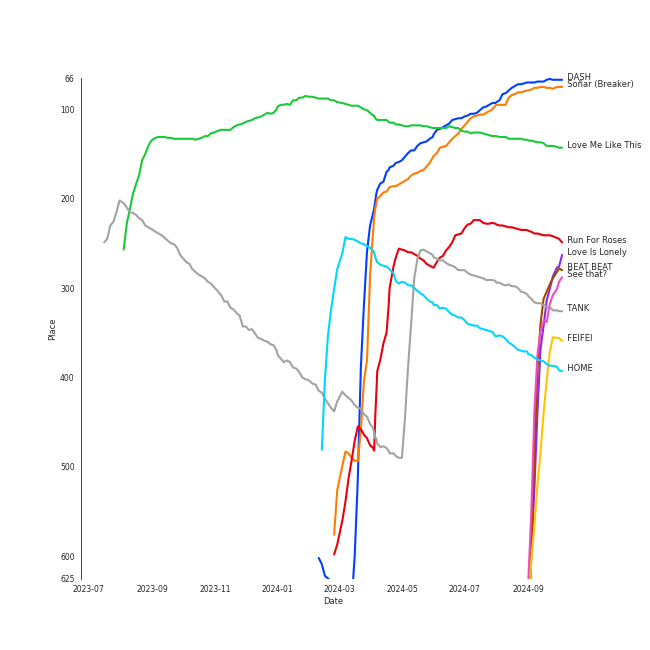 66
100
200
300
400
500
600
625
Place
DASH
Soñar (Breaker)
Love Me Like This
Run For Roses
Love Is Lonely
BEAT BEAT
See that?
TANK
FEIFEI
HOME
2023-07
2023-09
2023-11
2024-01
2024-03
2024-05
2024-07
2024-09
Date